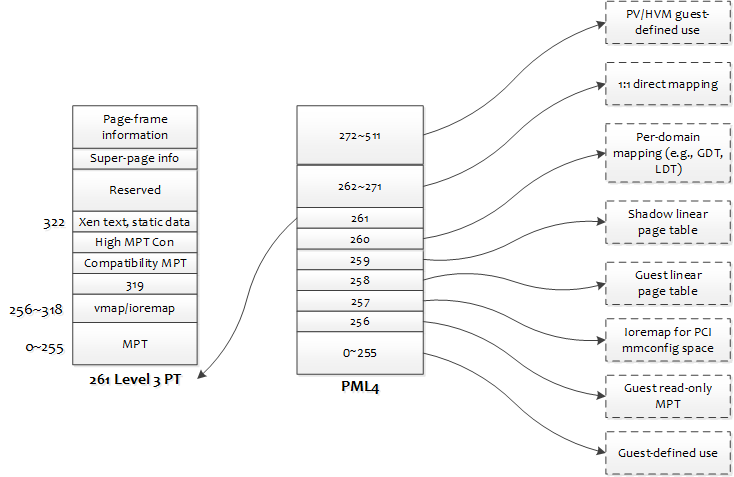 Page-frame
information
Super-page info
Reserved
322
Xen text, static data
High MPT Con
Compatibility MPT
319
256~318
vmap/ioremap
0~255
MPT
261 Level 3 PT
272~511
262~271
261
260
259
258
257
256
0~255
PML4
PV/HVM guest-
defined use
1:1 direct mapping
Per-domain
mapping (e.g., GDT,
LDT)
Shadow linear
page table
Guest linear
page table
Ioremap for PCI
mmconfig space
Guest read-only
MPT
Guest-defined use